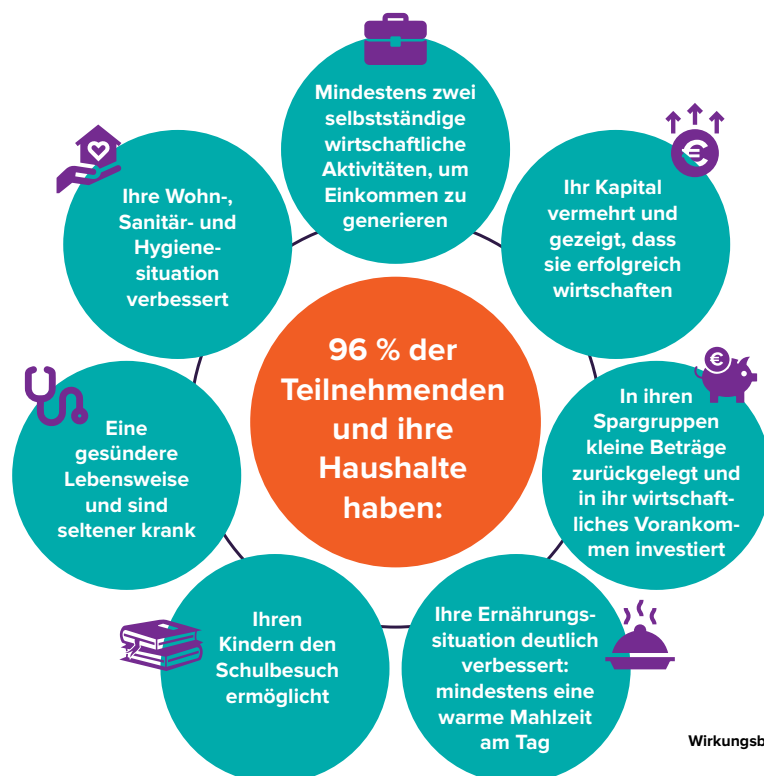 Mindestens zwei
selbstständige
wirtschaftliche
Aktivitäten, um
Einkommen zu
generieren
Ihr Kapital
vermehrt und
gezeigt, dass
sie erfolgreich
wirtschaften
In ihren
Spargruppen
kleine Beträge
zurückgelegt und
in ihr wirtschaft-
liches Vorankom-
men investiert
Ihre Ernährungs-
situation deutlich
verbessert:
mindestens eine
warme Mahlzeit
am Tag
Ihren
Kindern den
Schulbesuch
ermöglicht
Eine
gesündere
Lebensweise
und sind
seltener krank
Ihre Wohn-,
Sanitär- und
Hygiene-
situation
verbessert
96 % der
Teilnehmenden
und ihre
Haushalte
haben:
Wirkungsb